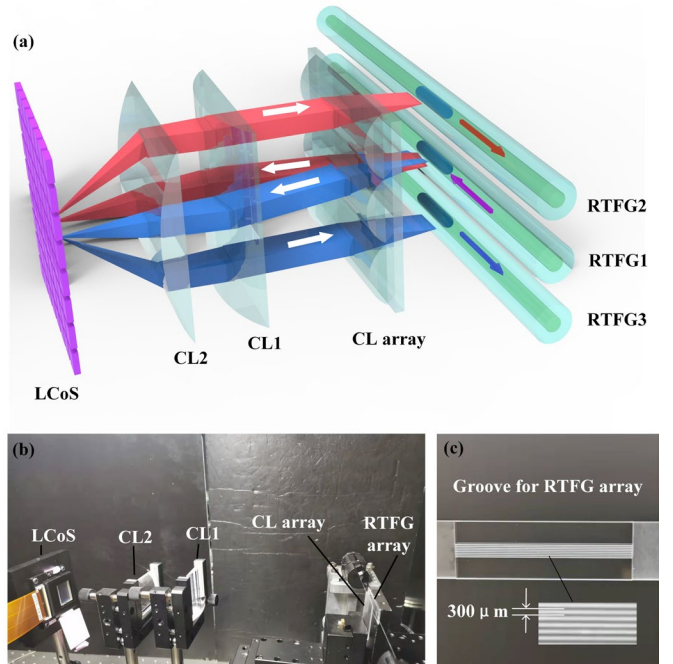 (a)
RTFG2
RTFG1
RTFG3
CL array
CL1
CL2
LCoS
(b)
LCoS
CL2
CL1
CL array
RTFG
array
(c)
Groove for RTFG array
300 μm